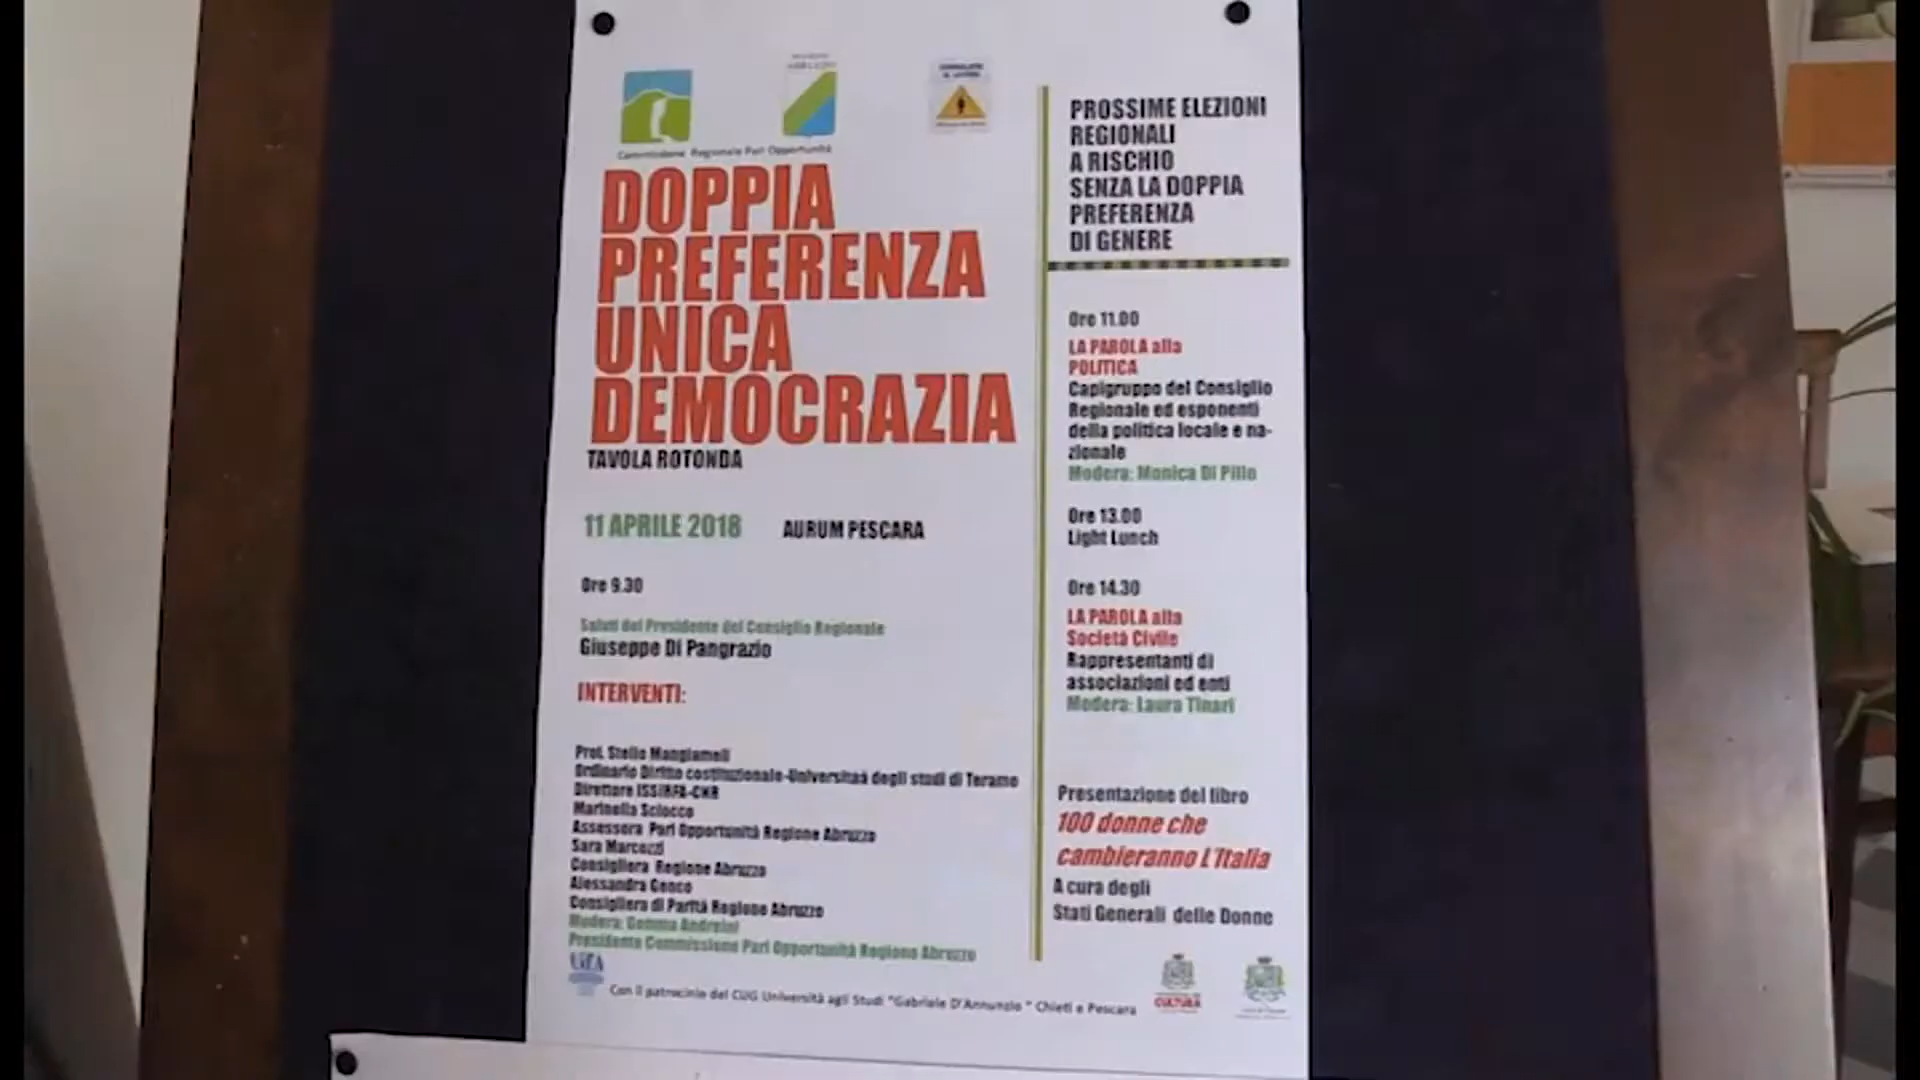 Commissione Regionale Pari Opportunità
DOPPIA
PREFERENZA
UNICA
DEMOCRAZIA
TAVOLA ROTONDA
11 APRILE 2018 AURUM PESCARA
Ore 9.30
Saluti del Presidente del Consiglio Regionale
Giuseppe Di Pangrazio
INTERVENTI:
Prof. Stelio Mangiameli
Ordinario Diritto costituzionale-Universitaà degli studi di Teramo
Direttore ISSiRFA-CNR
Marinella Sclocco
Assessora Pari Opportunità Regione Abruzzo
Sara Marcozzi
Consigliera Regione Abruzzo
Alessandra Genco
Consigliera di Parità Regione Abruzzo
Modera: Gemma Andreini
Presidente Commissione Pari Opportunità Regione Abruzzo
Con il patrocinio del CUG Università agli Studi "Gabriele D'Annunzio " Chieti e Pescara
PROSSIME ELEZIONI
REGIONALI
A RISCHIO
SENZA LA DOPPIA
PREFERENZA
DI GENERE
Ore 11.00
LA PAROLA alla
POLITICA
Capigruppo del Consiglio
Regionale ed esponenti
della politica locale e na-
zionale
Modera: Monica Di Pillo
Ore 13.00
Light Lunch
Ore 14.30
LA PAROLA alla
Società Civile
Rappresentanti di
associazioni ed enti
Modera: Laura Tinari
Presentazione del libro
100 donne che
cambieranno L'Italia
A cura degli
Stati Generali delle Donne
CULTURA